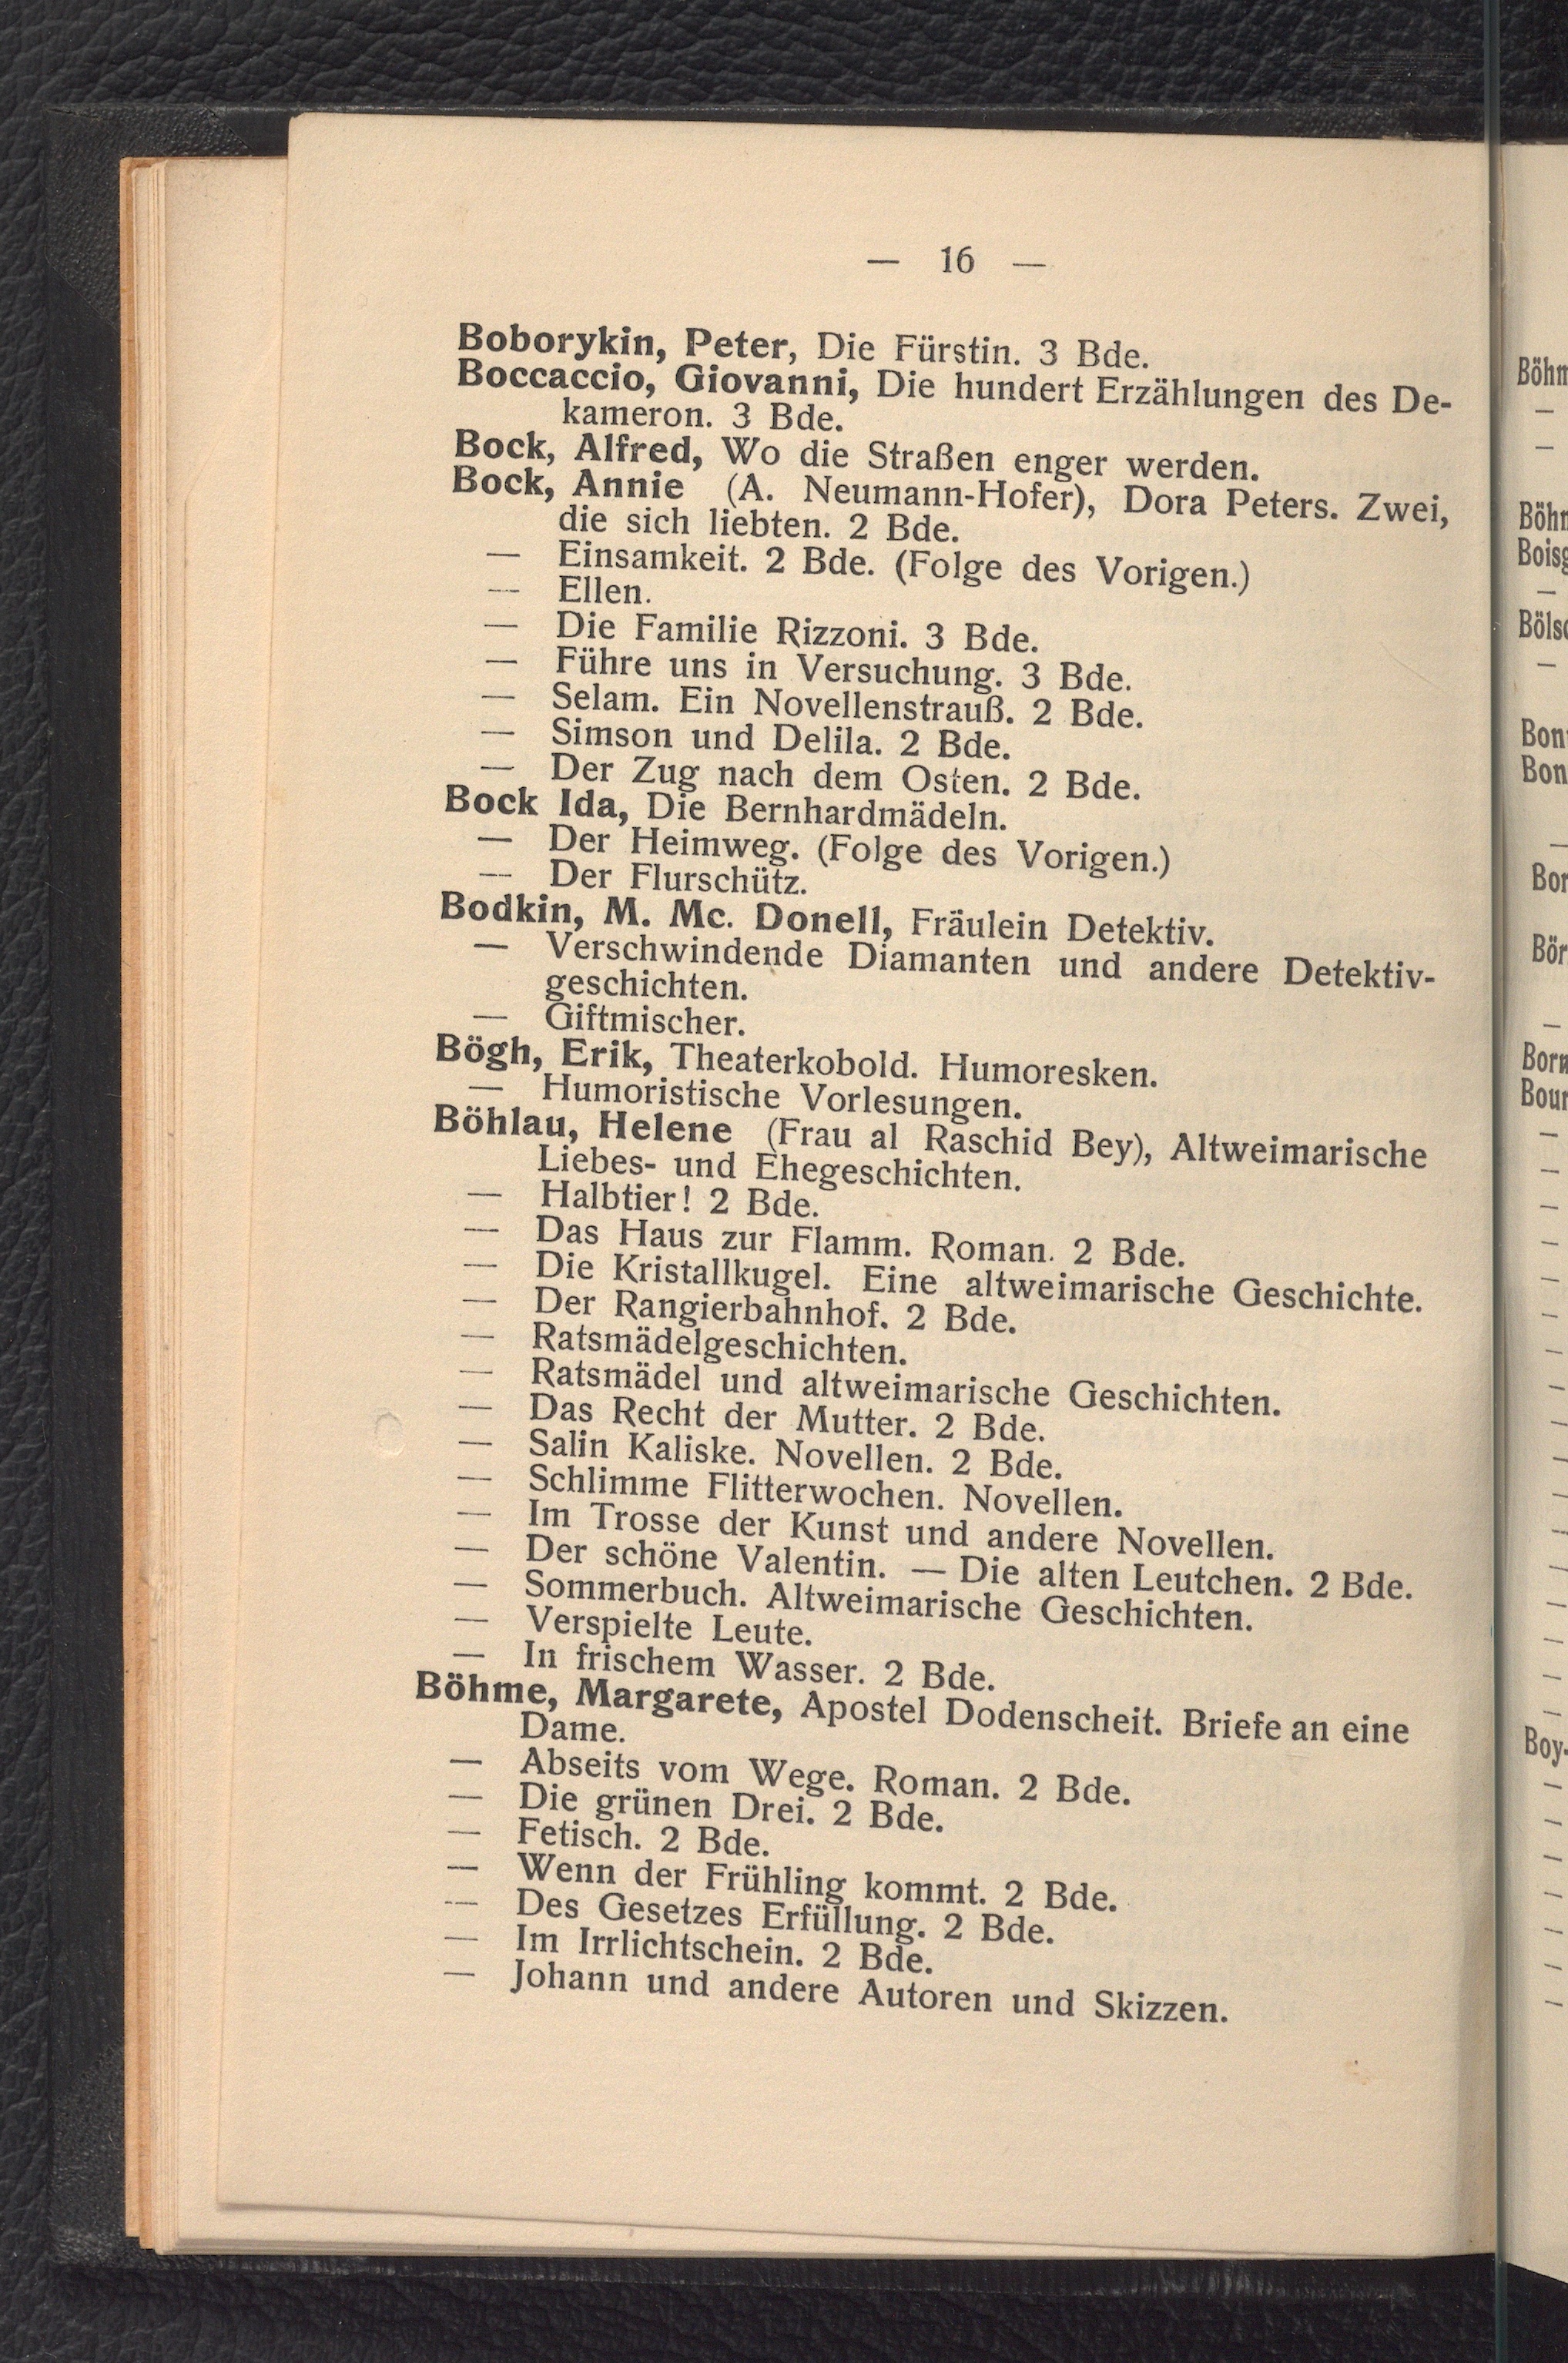 — 16 —
Boborykin, Peter, Die Fürstin. 3 Bde.
Boccaccio, Giovanni, Die hundert Erzählungen des De-
kameron. 3 Bde.
Bock, Alfred, Wo die Straßen enger werden.
Bock, Annie (A. Neumann-Hofer), Dora Peters. Zwei,
die sich liebten. 2 Bde.
— Einsamkeit. 2 Bde. (Folge des Vorigen.)
— Ellen.
— Die Familie Rizzoni. 3 Bde.
— Führe uns in Versuchung. 3 Bde.
— Selam. Ein Novellenstrauß. 2 Bde.
— Simson und Delila. 2 Bde.
— Der Zug nach dem Osten. 2 Bde.
Bock Ida, Die Bernhardmädeln.
— Der Heimweg. (Folge des Vorigen.)
— Der Flurschütz.
Bodkin, M. Mc. Donell, Fräulein Detektiv.
— Verschwindende Diamanten und andere Detektiv-
geschichten.
— Giftmischer.
Bögh, Erik, Theaterkobold. Humoresken.
— Humoristische Vorlesungen.
Böhlau, Helene (Frau al Raschid Bey), Altweimarische
Liebes- und Ehegeschichten.
— Halbtier! 2 Bde.
— Das Haus zur Flamm. Roman. 2 Bde.
— Die Kristallkugel. Eine altweimarische Geschichte.
— Der Rangierbahnhof. 2 Bde.
— Ratsmädelgeschichten.
— Ratsmädel und altweimarische Geschichten.
— Das Recht der Mutter. 2 Bde.
— Salin Kaliske. Novellen. 2 Bde.
— Schlimme Flitterwochen. Novellen.
— Im Trosse der Kunst und andere Novellen.
— Der schöne Valentin. — Die alten Leutchen. 2 Bde.
— Sommerbuch. Altweimarische Geschichten.
— Verspielte Leute.
— In frischem Wasser. 2 Bde.
Böhme, Margarete, Apostel Dodenscheit. Briefe an eine
Dame.
— Abseits vom Wege. Roman. 2 Bde.
— Die grünen Drei. 2 Bde.
— Fetisch. 2 Bde.
— Wenn der Frühling kommt. 2 Bde.
— Des Gesetzes Erfüllung. 2 Bde.
— Im Irrlichtschein. 2 Bde.
— Johann und andere Autoren und Skizzen.